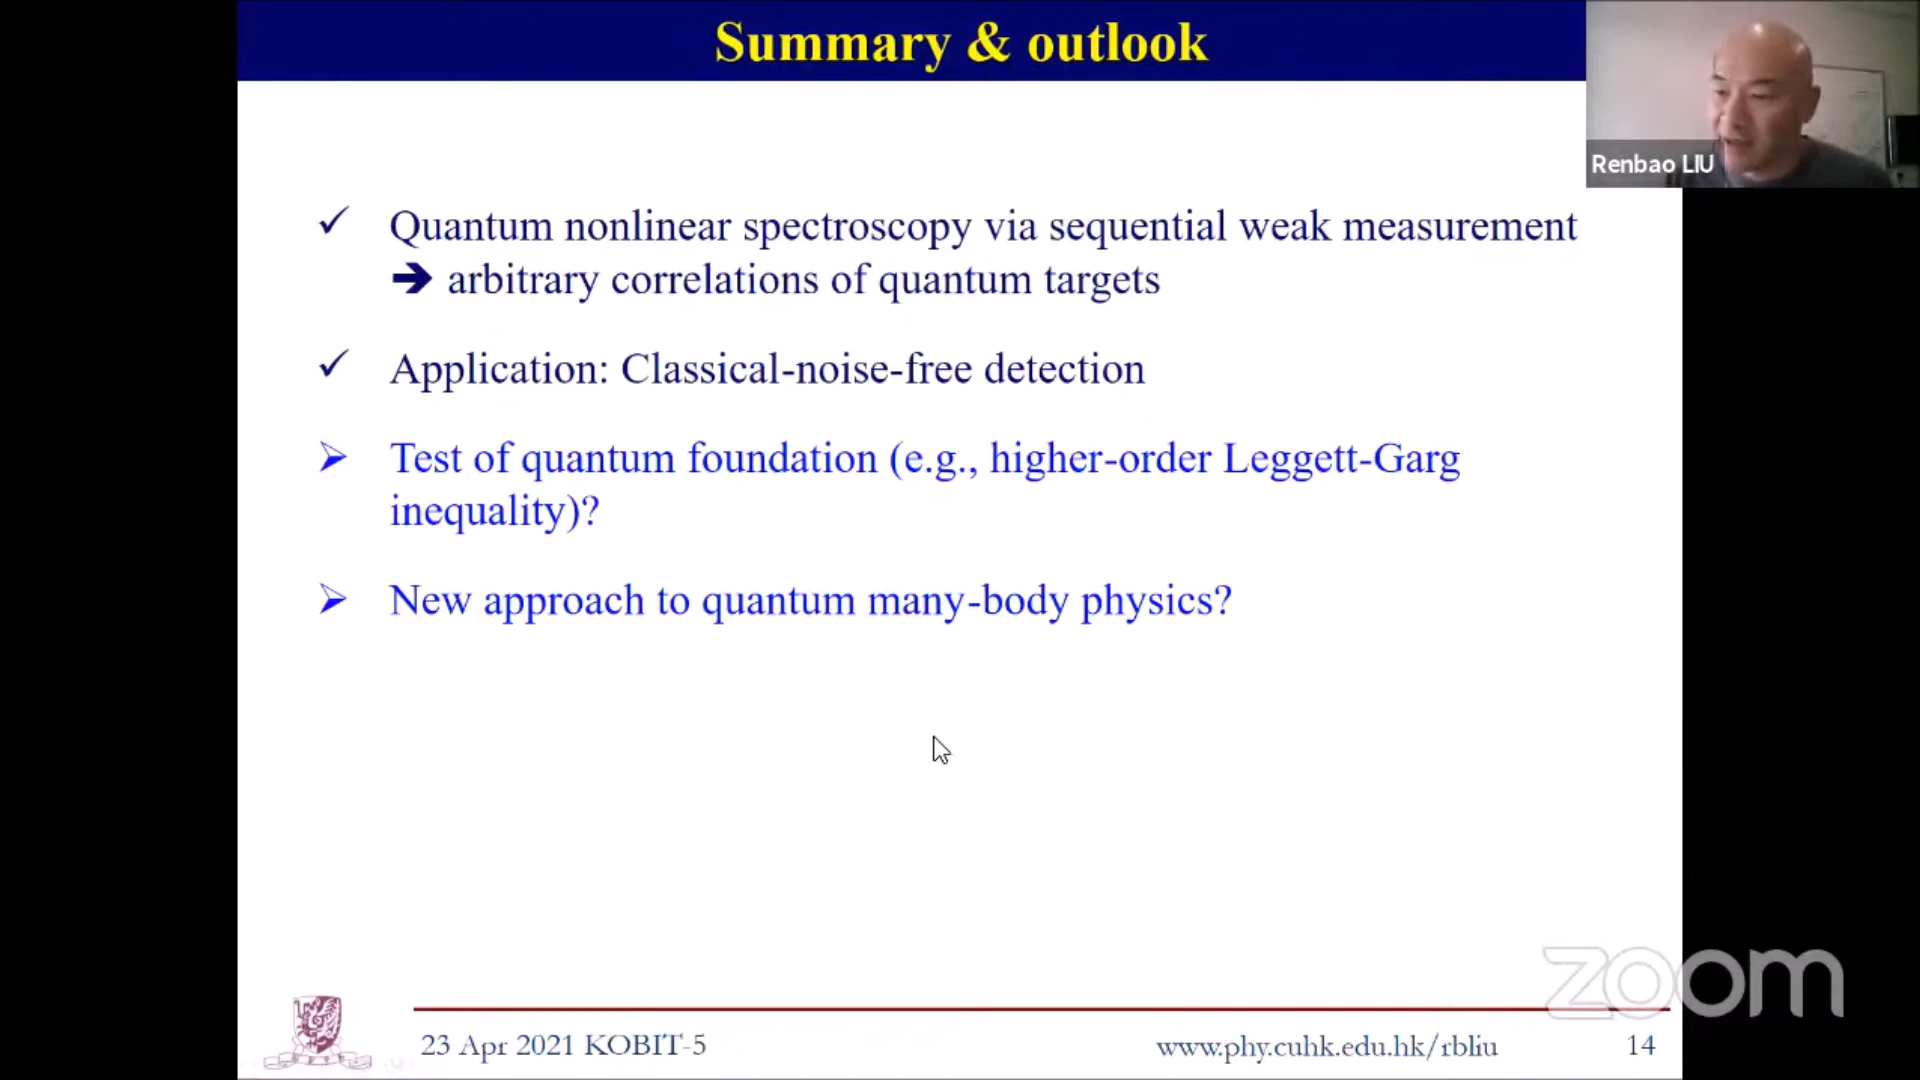 Summary & outlook
Renbao LIU
✓ Quantum nonlinear spectroscopy via sequential weak measurement
➔ arbitrary correlations of quantum targets
✓ Application: Classical-noise-free detection
➢ Test of quantum foundation (e.g., higher-order Leggett-Garg
inequality)?
➢ New approach to quantum many-body physics?
zoom
23 Apr 2021 KOBIT-5
www.phy.cuhk.edu.hk/rbliu
14